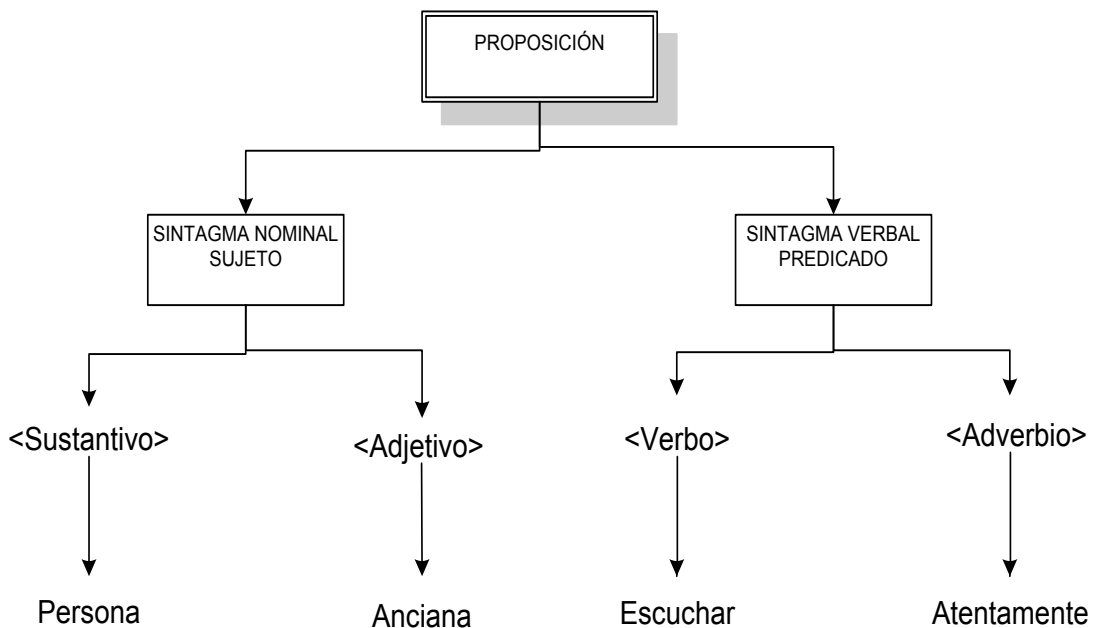 PROPOSICIÓN
SINTAGMA NOMINAL
SUJETO
SINTAGMA VERBAL
PREDICADO
<Sustantivo>
<Adjetivo>
<Verbo>
<Adverbio>
Persona
Anciana
Escuchar
Atentamente